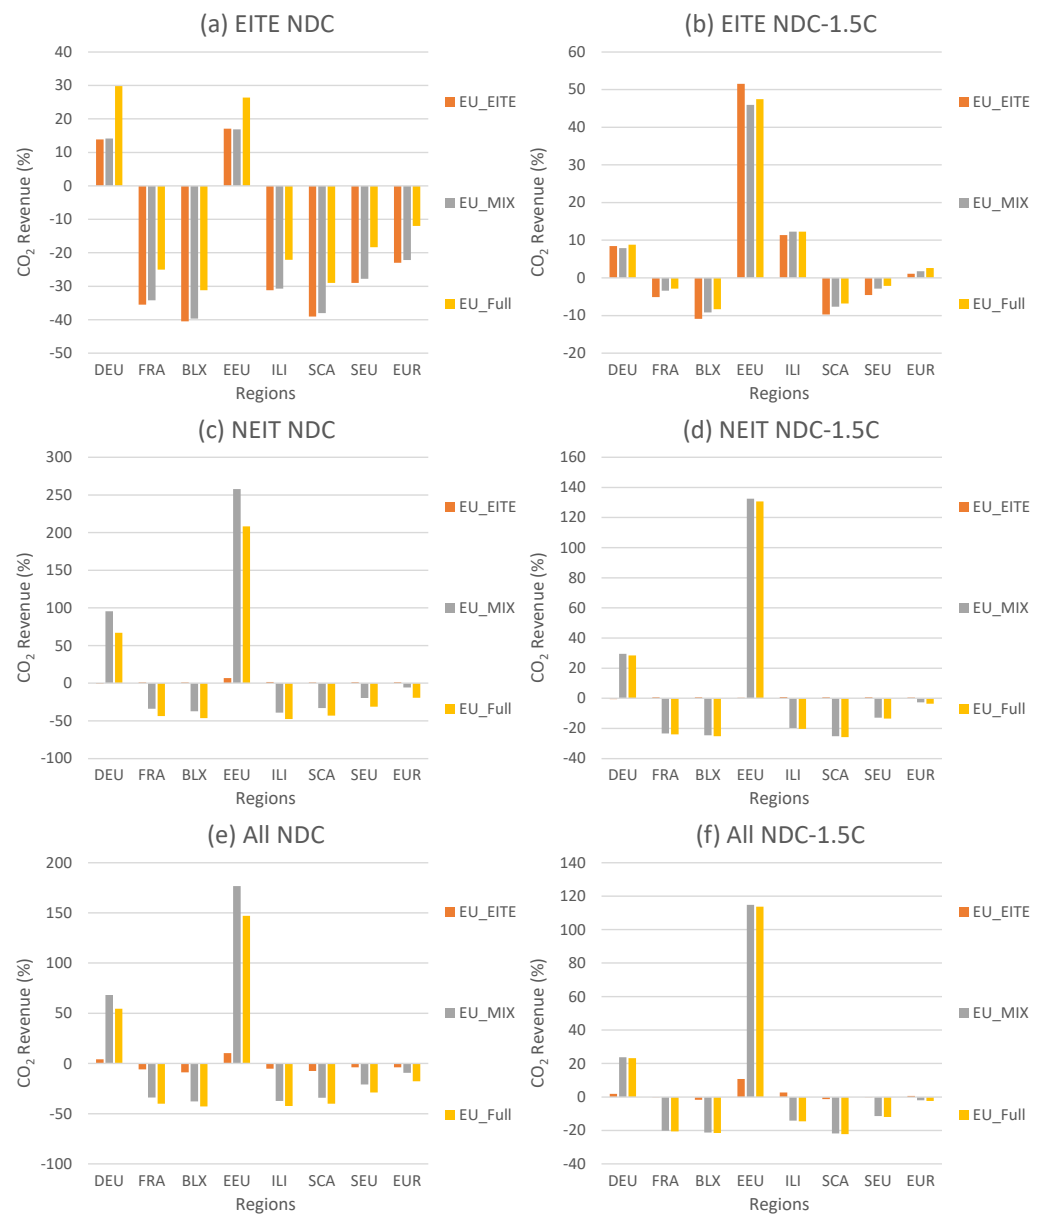 (a) EITE NDC
40
30
20
10
0
-10
-20
-30
-40
-50
CO₂ Revenue (%)
DEU FRA BLX EEU ILI SCA SEU EUR
Regions
EU_EITE
EU_MIX
EU_Full
(b) EITE NDC-1.5C
60
50
40
30
20
10
0
-10
-20
CO₂ Revenue (%)
DEU FRA BLX EEU ILI SCA SEU EUR
Regions
EU_EITE
EU_MIX
EU_Full
(c) NEIT NDC
300
250
200
150
100
50
0
-50
-100
CO₂ Revenue (%)
DEU FRA BLX EEU ILI SCA SEU EUR
Regions
EU_EITE
EU_MIX
EU_Full
(d) NEIT NDC-1.5C
160
140
120
100
80
60
40
20
0
-20
-40
CO₂ Revenue (%)
DEU FRA BLX EEU ILI SCA SEU EUR
Regions
EU_EITE
EU_MIX
EU_Full
(e) All NDC
200
150
100
50
0
-50
-100
CO₂ Revenue (%)
DEU FRA BLX EEU ILI SCA SEU EUR
Regions
EU_EITE
EU_MIX
EU_Full
(f) All NDC-1.5C
140
120
100
80
60
40
20
0
-20
-40
CO₂ Revenue (%)
DEU FRA BLX EEU ILI SCA SEU EUR
Regions
EU_EITE
EU_MIX
EU_Full